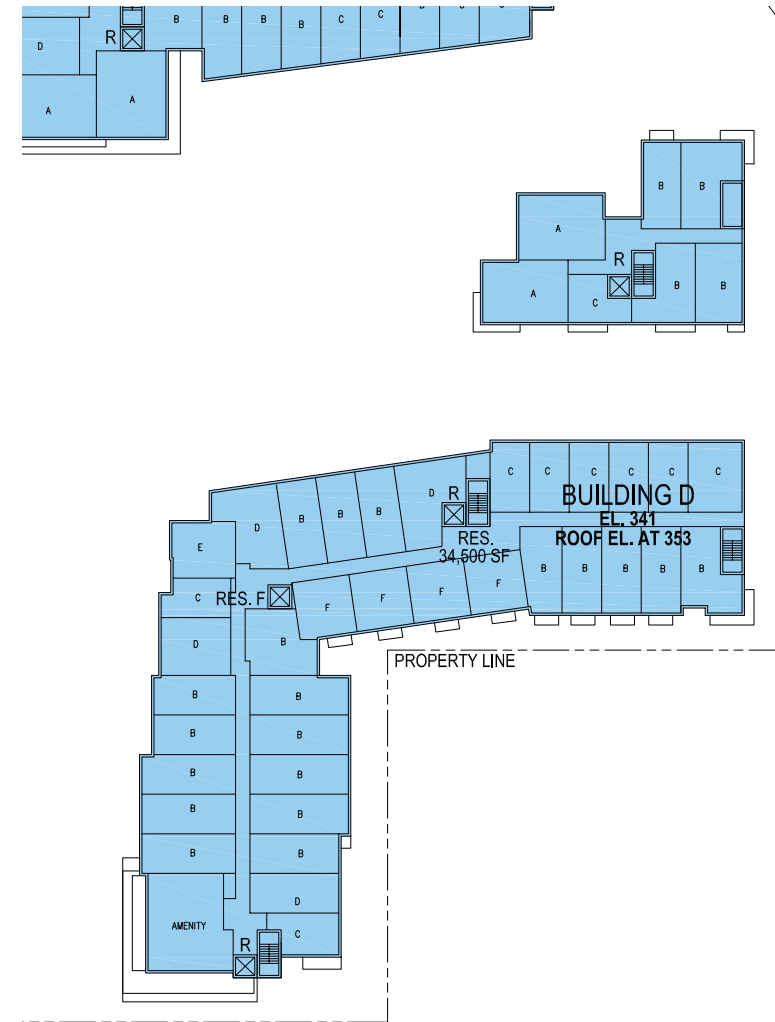 B B B B C C B C C
R
D
A A
B B
A
R
A C B B
C C C C C C
D B B B D R
BUILDING D
EL. 341
ROOF EL. AT 353
RES.
34,500 SF
E
B B B B B
C RES. F F F F F
D B
PROPERTY LINE
B B
B B
B B
B B
B B
D
AMENITY
C
R